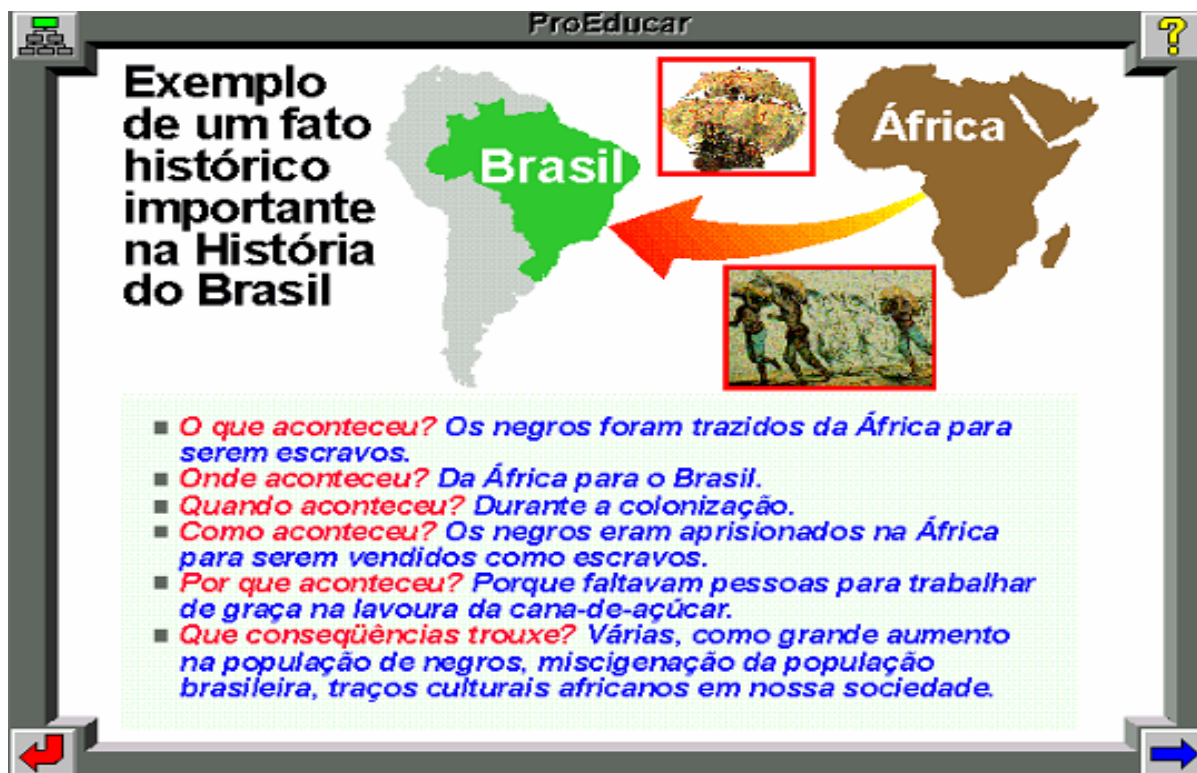 ProEducar
?
Exemplo
de um fato
histórico
importante
na História
do Brasil
Brasil
África
O que aconteceu? Os negros foram trazidos da África para
serem escravos.
Onde aconteceu? Da África para o Brasil.
Quando aconteceu? Durante a colonização.
Como aconteceu? Os negros eram aprisionados na África
para serem vendidos como escravos.
Por que aconteceu? Porque faltavam pessoas para trabalhar
de graça na lavoura da cana-de-açúcar.
Que conseqüências trouxe? Várias, como grande aumento
na população de negros, miscigenação da população
brasileira, traços culturais africanos em nossa sociedade.